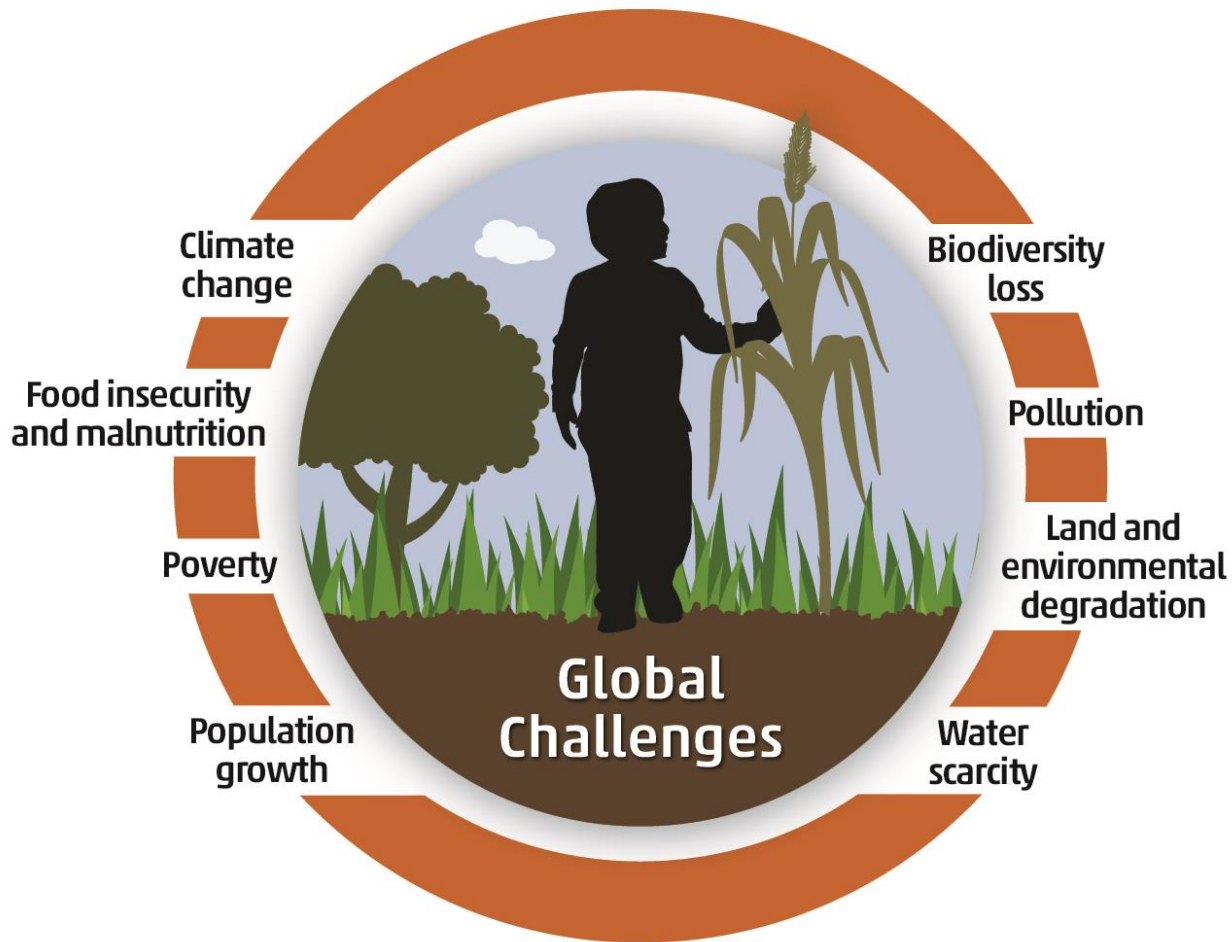 Climate
change
Food insecurity
and malnutrition
Poverty
Population
growth
Biodiversity
loss
Pollution
Land and
environmental
degradation
Water
scarcity
Global
Challenges